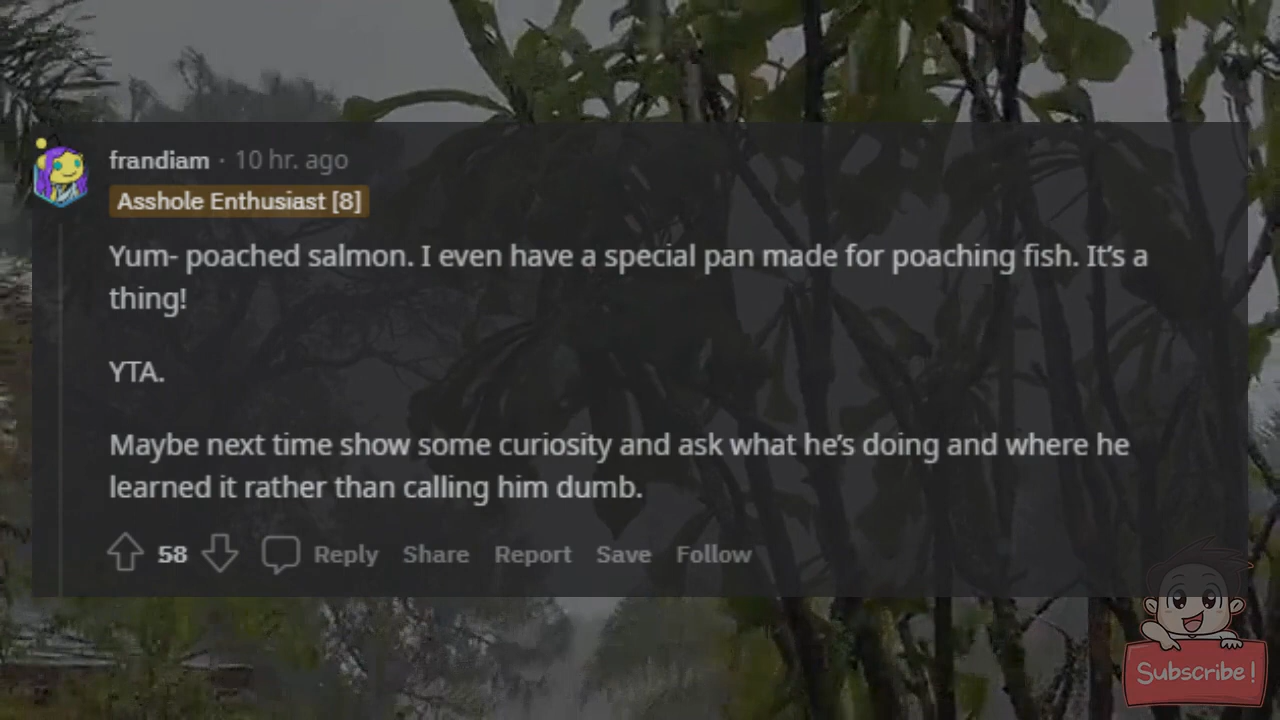 frandiam · 10 hr. ago
Asshole Enthusiast [8]
Yum- poached salmon. I even have a special pan made for poaching fish. It’s a
thing!
YTA.
Maybe next time show some curiosity and ask what he’s doing and where he
learned it rather than calling him dumb.
58 Reply Share Report Save Follow
Subscribe!